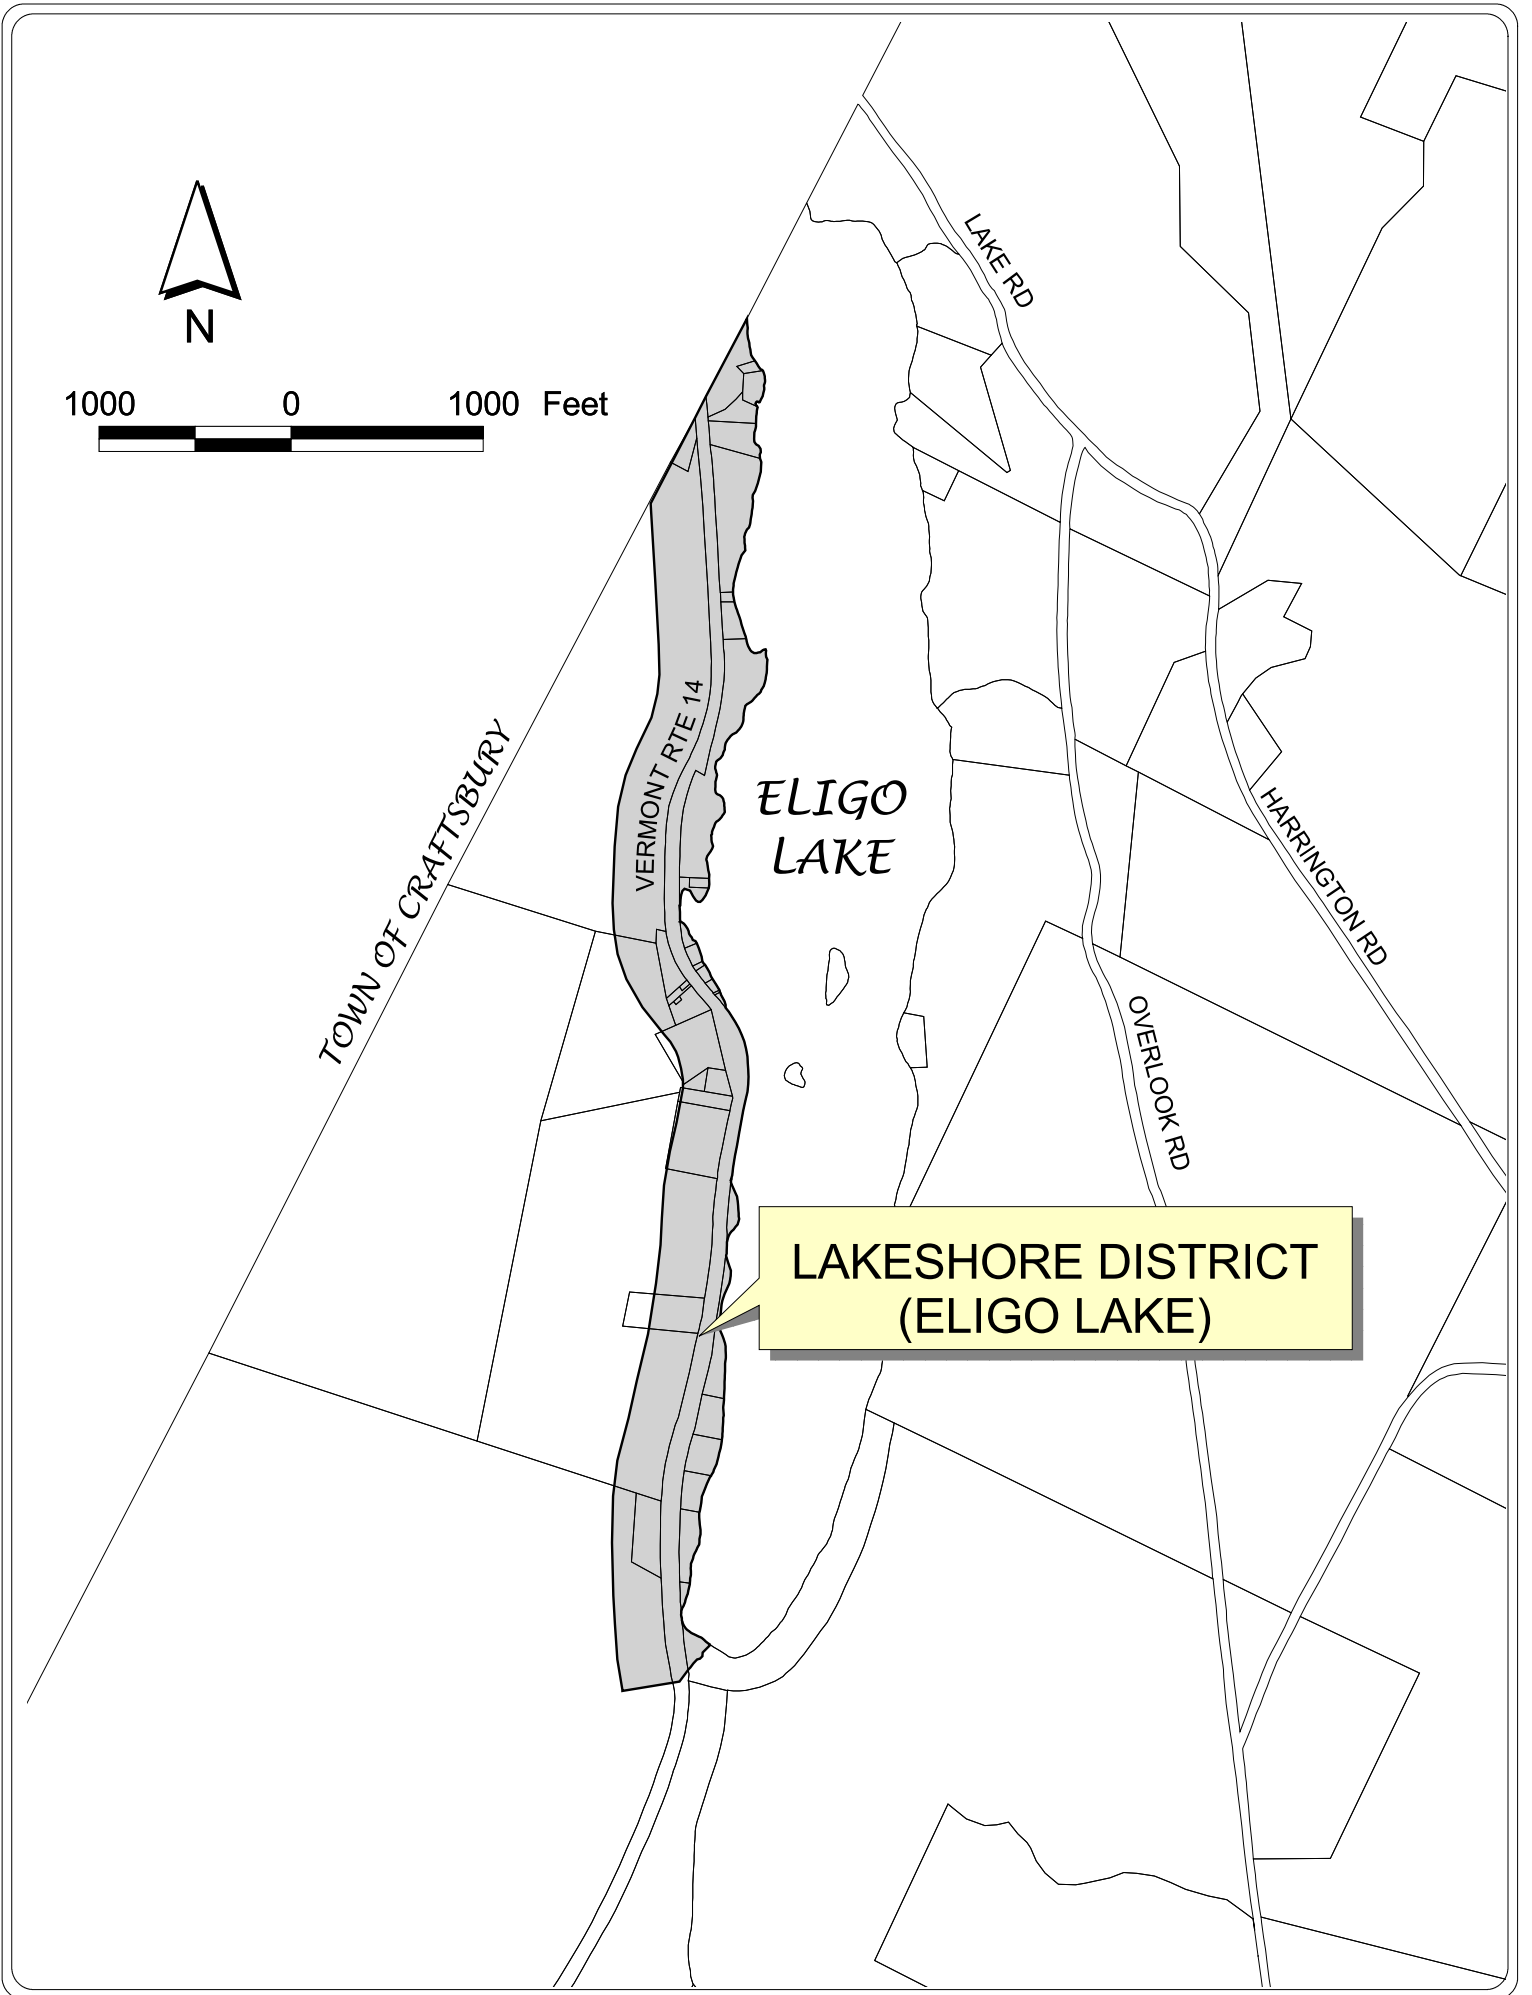 LAKE RD
N
1000 0 1000 Feet
VERMONT RTE 14
TOWN OF CRAFTSBURY
ELIGO
LAKE
HARRINGTON RD
OVERLOOK RD
LAKESHORE DISTRICT
(ELIGO LAKE)